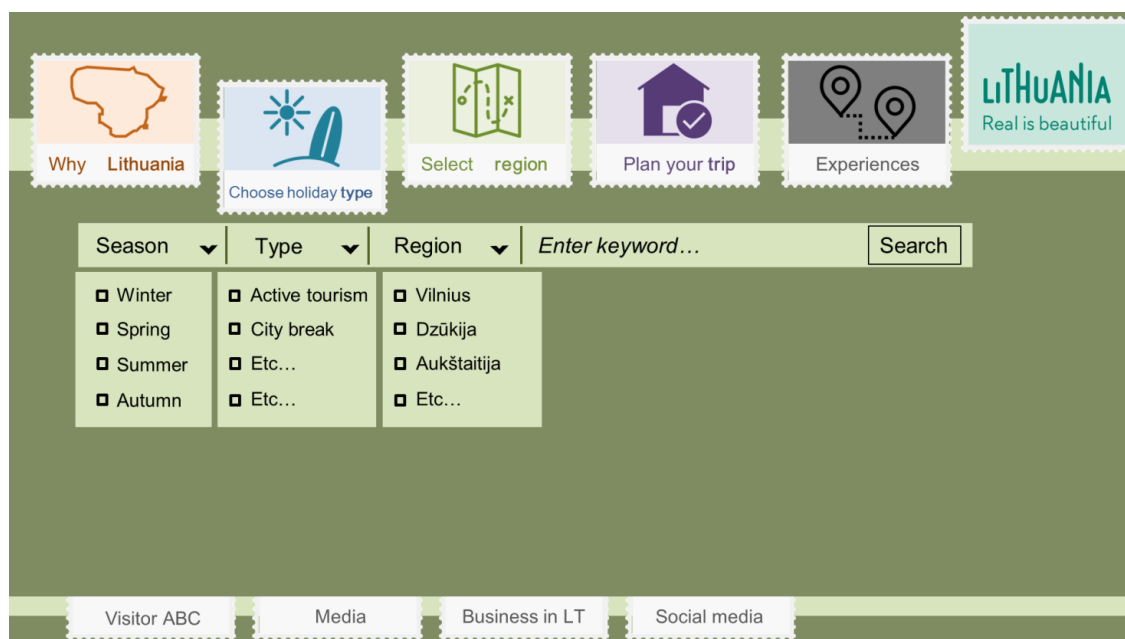 LITHUANIA
Real is beautiful
Why Lithuania
Choose holiday type
Select region
Plan your trip
Experiences
Season
Type
Region
Enter keyword...
Search
Winter
Spring
Summer
Autumn
Active tourism
City break
Etc...
Etc...
Vilnius
Dzūkija
Aukštaitija
Etc...
Visitor ABC
Media
Business in LT
Social media